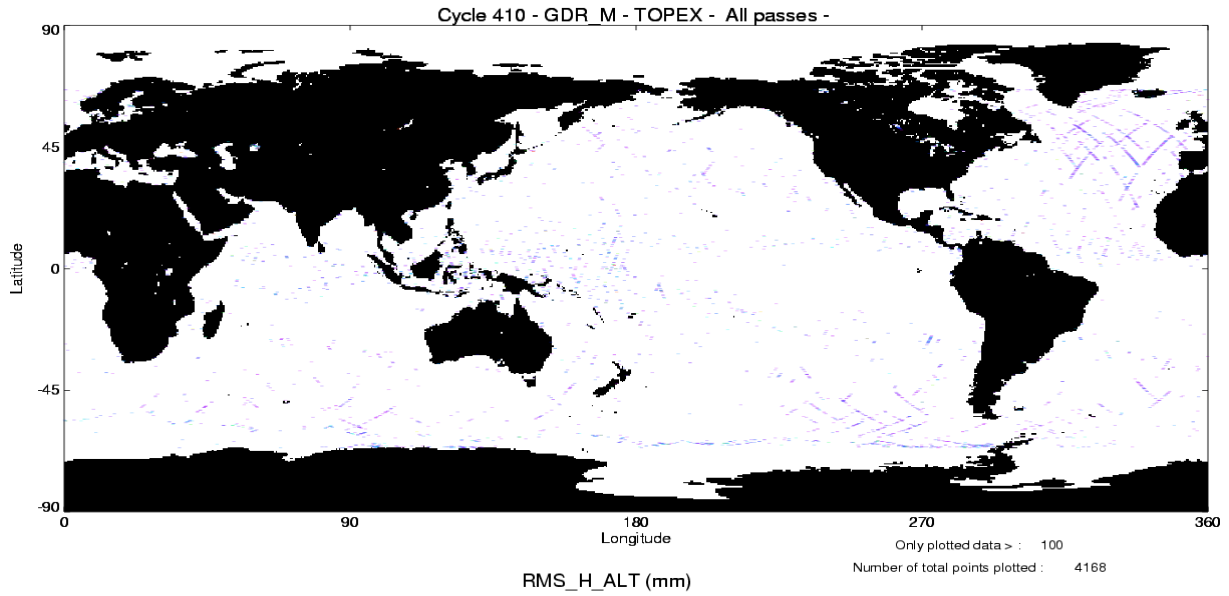 Cycle 410 - GDR_M - TOPEX - All passes -
90
45
0
-45
-90
Latitude
0 90 180 270 360
Longitude
Only plotted data > : 100
Number of total points plotted : 4168
RMS_H_ALT (mm)